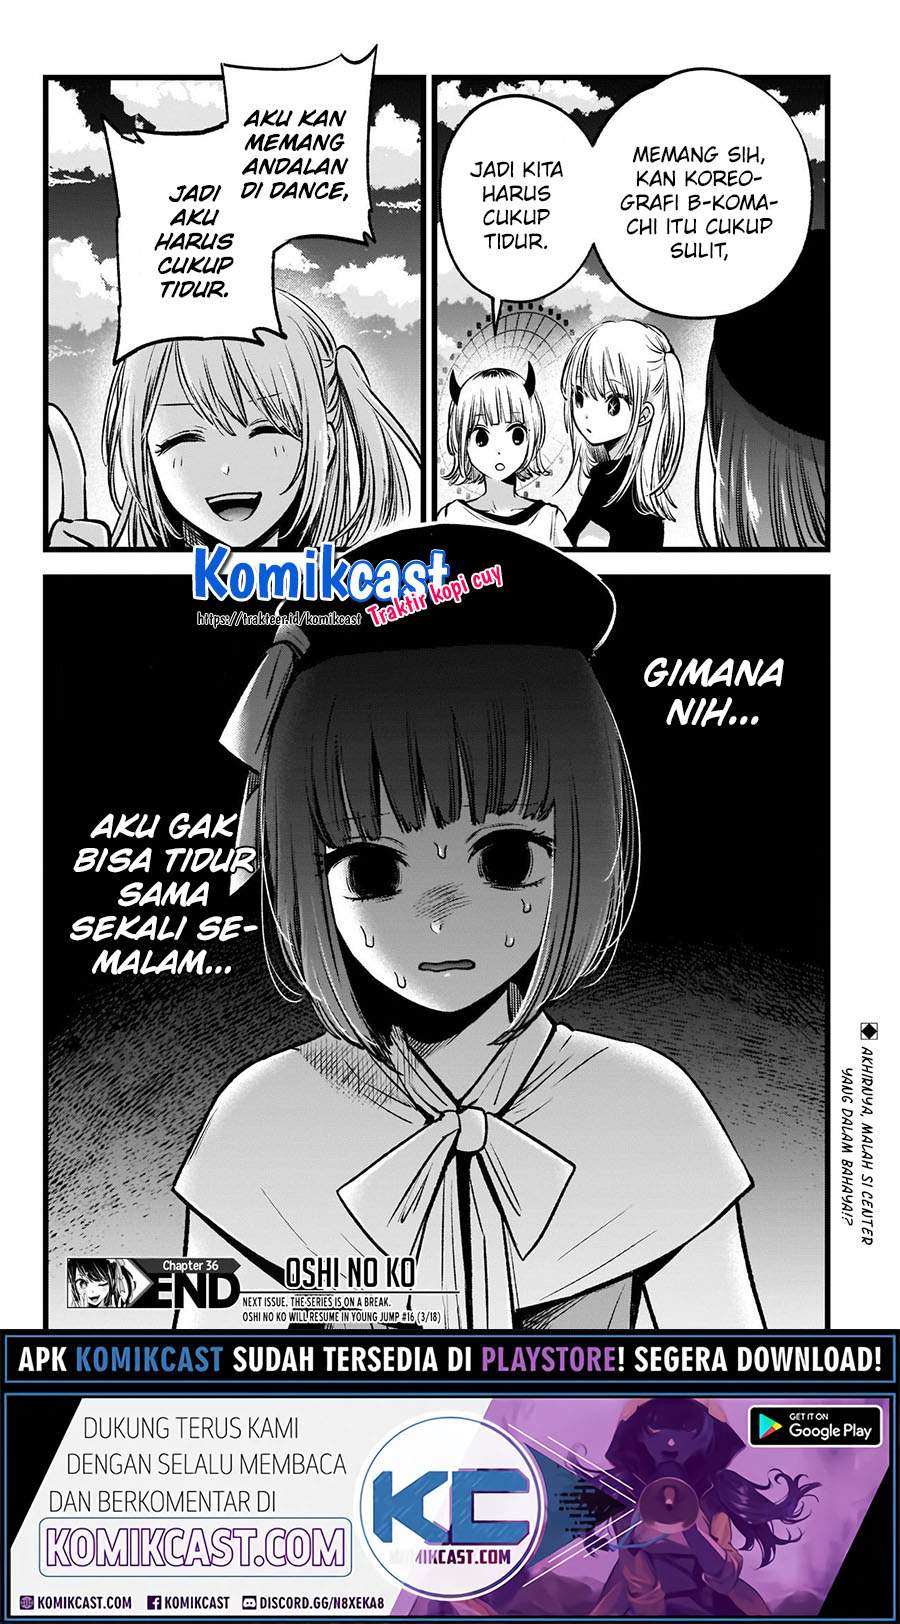 MEMANG SIH,
KAN KOREO-
GRAFI B-KOMA-
CHI ITU CUKUP
SULIT,
JADI KITA
HARUS
CUKUP
TIDUR.
AKU KAN
MEMANG
ANDALAN
DI DANCE,
JADI
AKU
HARUS
CUKUP
TIDUR.
Komikcast
Traktir kopi cuy
https://trakteer.id/komikcast
GIMANA
NIH...
AKU GAK
BISA TIDUR
SAMA
SEKALI SE-
MALAM...
AKHIRNYA, MALAH SI CENTER
YANG DALAM BAHAYA!?
Chapter 36
END
OSHI NO KO
NEXT ISSUE. THE SERIES IS ON A BREAK.
OSHI NO KO WILL RESUME IN YOUNG JUMP #16 (3/18)
APK KOMIKCAST SUDAH TERSEDIA DI PLAYSTORE! SEGERA DOWNLOAD!
DUKUNG TERUS KAMI
DENGAN SELALU MEMBACA
DAN BERKOMENTAR DI
KOMIKCAST.COM
KC
KOMIKCAST.COM
GET IT ON
Google Play
KOMIKCAST.COM KOMIKCAST DISCORD.GG/N8XEKA8